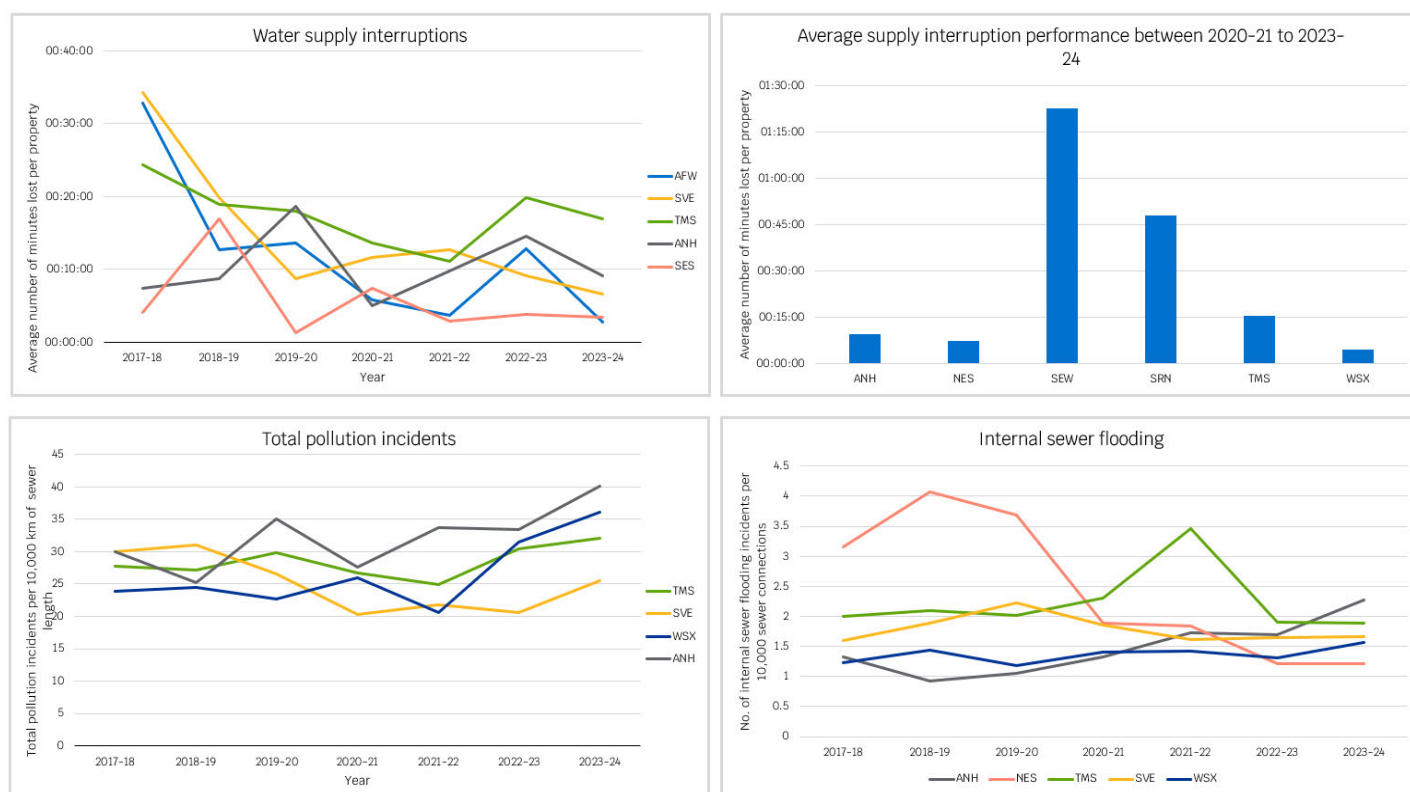 Water supply interruptions
Average number of minutes lost per property
00:40:00
00:30:00
00:20:00
00:10:00
00:00:00
2017-18 2018-19 2019-20 2020-21 2021-22 2022-23 2023-24
Year
AFW
SVE
TMS
ANH
SES
Average supply interruption performance between 2020-21 to 2023-
24
Average number of minutes lost per property
01:30:00
01:15:00
01:00:00
00:45:00
00:30:00
00:15:00
00:00:00
ANH NES SEW SRN TMS WSX
Total pollution incidents
Total pollution incidents per 10,000 km of sewer
length
45
40
35
30
25
20
15
10
5
0
2017-18 2018-19 2019-20 2020-21 2021-22 2022-23 2023-24
Year
TMS
SVE
WSX
ANH
Internal sewer flooding
No. of internal sewer flooding incidents per
10,000 sewer connections
4.5
4
3.5
3
2.5
2
1.5
1
0.5
0
2017-18 2018-19 2019-20 2020-21 2021-22 2022-23 2023-24
ANH NES TMS SVE WSX